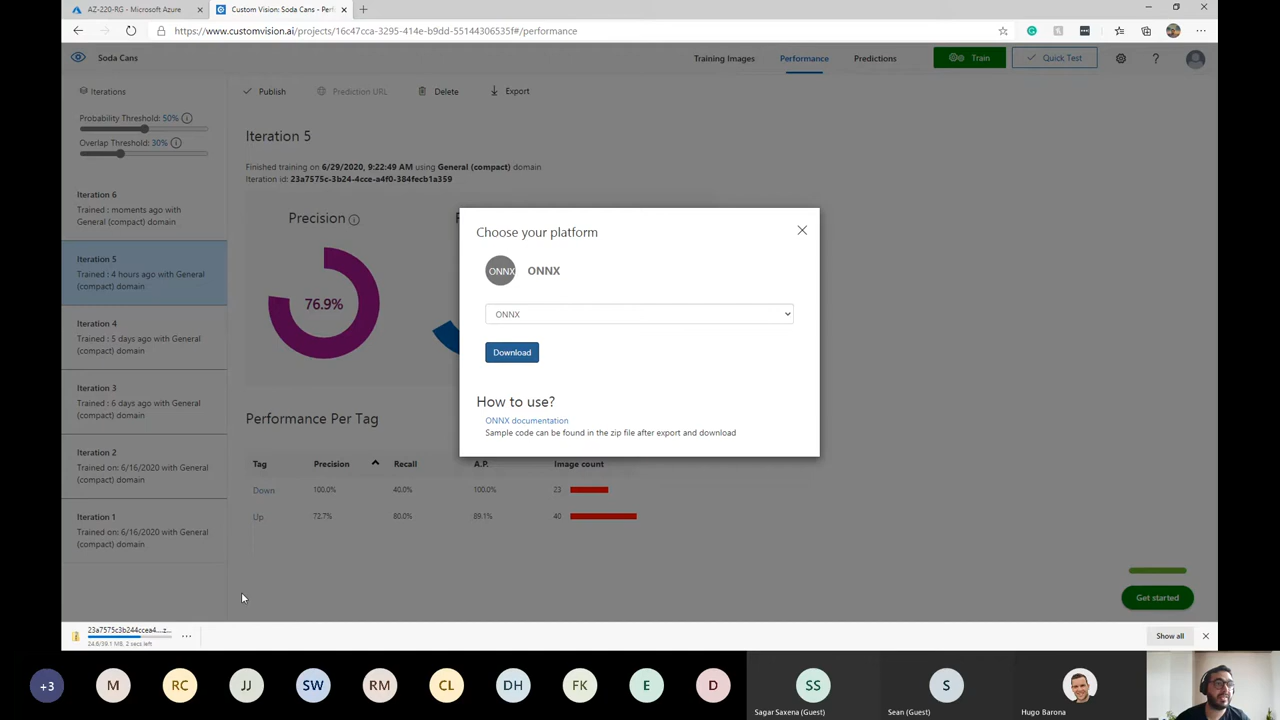 AZ-220-RG - Microsoft Azure
Custom Vision: Soda Cans - Perf
https://www.customvision.ai/projects/16c47cca-3295-414e-b9dd-55144306535f#/performance
Soda Cans
Training Images
Performance
Predictions
Train
Quick Test
?
Iterations
Publish
Prediction URL
Delete
Export
Probability Threshold: 50%
Overlap Threshold: 30%
Iteration 6
Trained : moments ago with
General (compact) domain
Iteration 5
Trained : 4 hours ago with General
(compact) domain
Iteration 4
Trained : 5 days ago with General
(compact) domain
Iteration 3
Trained : 6 days ago with General
(compact) domain
Iteration 2
Trained on: 6/16/2020 with General
(compact) domain
Iteration 1
Trained on: 6/16/2020 with General
(compact) domain
Iteration 5
Finished training on 6/29/2020, 9:22:49 AM using General (compact) domain
Iteration id: 23a7575c-3b24-4cce-a4f0-384fecb1a359
Precision
76.9%
Choose your platform
ONNX
ONNX
ONNX
Download
How to use?
ONNX documentation
Sample code can be found in the zip file after export and download
Performance Per Tag
Tag Precision Recall A.P. Image count
Down 100.0% 40.0% 100.0% 23
Up 72.7% 80.0% 89.1% 40
Get started
23a7575c3b244ccea4....z...
24.6/39.1 MB, 2 secs left
Show all
+3
M
RC
JJ
SW
RM
CL
DH
FK
E
D
SS
Sagar Saxena (Guest)
S
Sean (Guest)
Hugo Barona